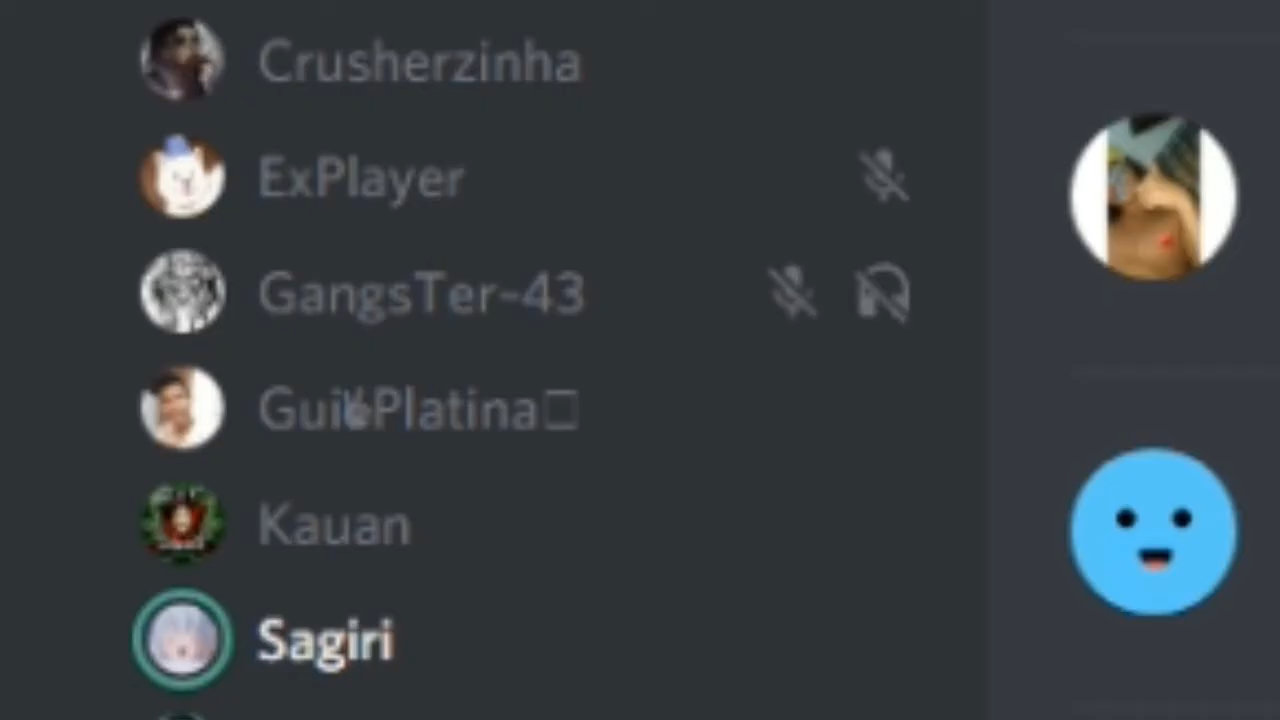 Crusherzinha
ExPlayer
GangsTer-43
Gui✌Platina□
Kauan
Sagiri